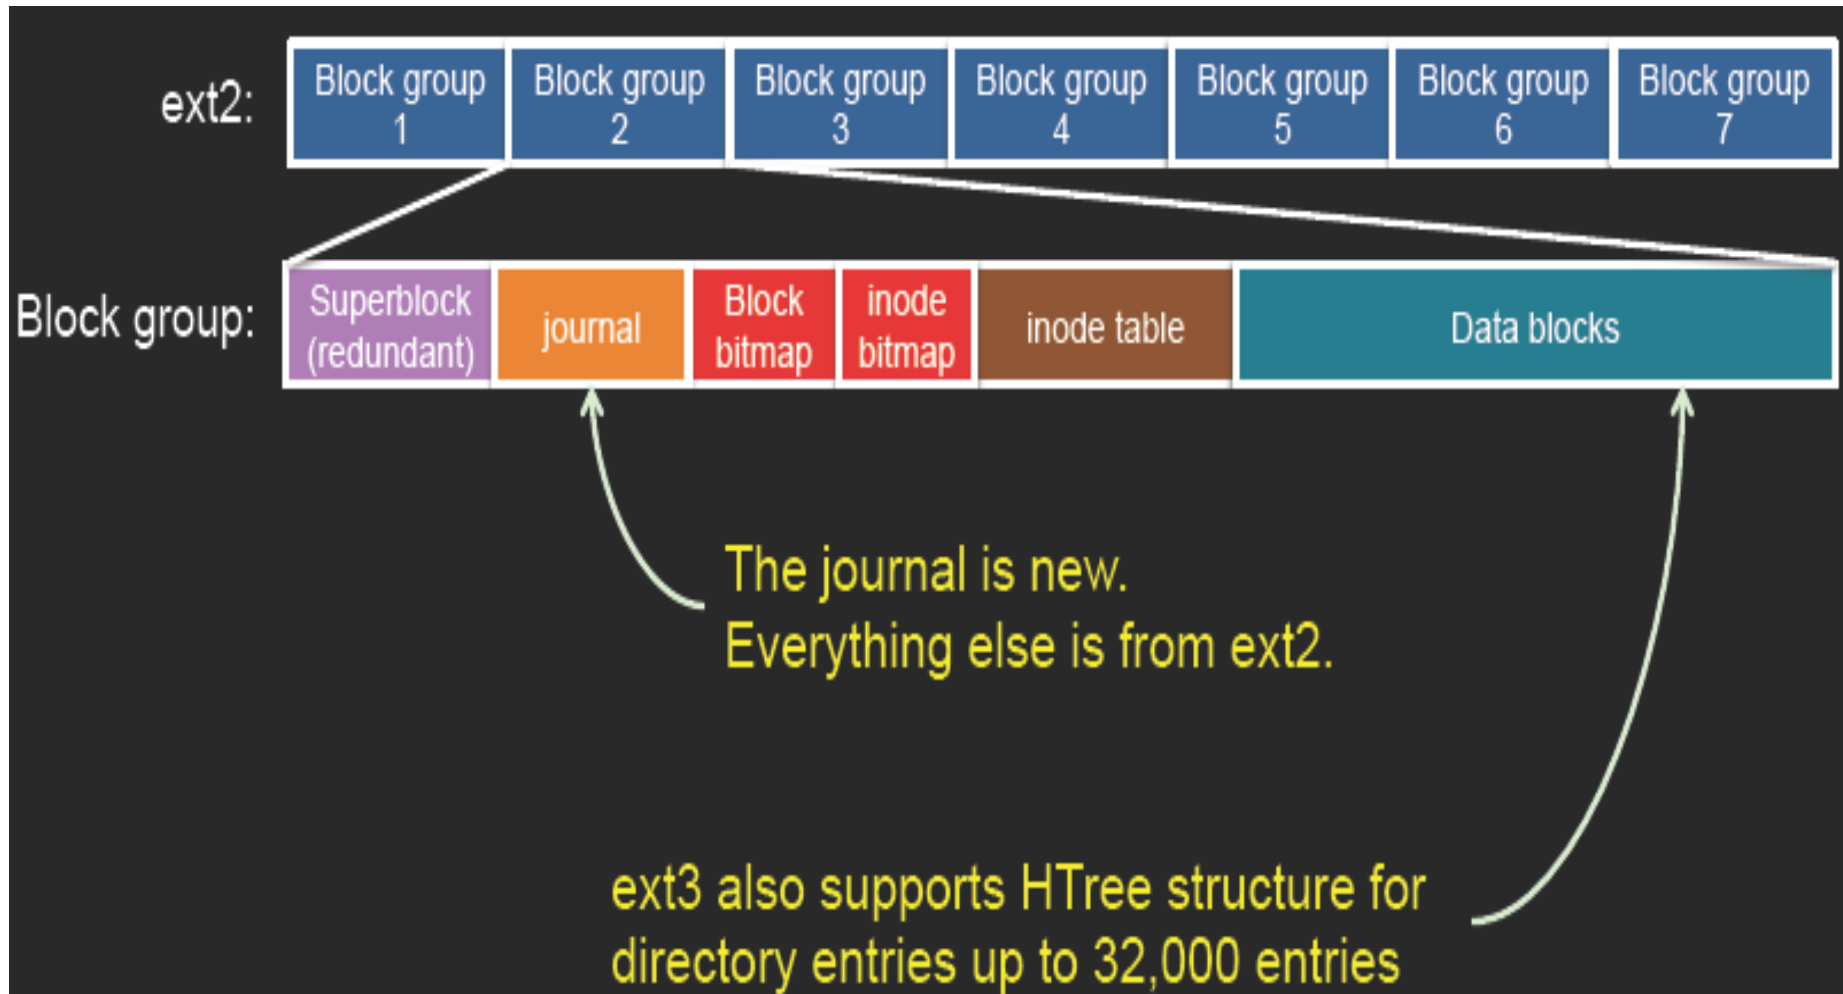 ext2:
Block group
1
Block group
2
Block group
3
Block group
4
Block group
5
Block group
6
Block group
7
Block group:
Superblock
(redundant)
journal
Block
bitmap
inode
bitmap
inode table
Data blocks
The journal is new.
Everything else is from ext2.
ext3 also supports HTree structure for
directory entries up to 32,000 entries